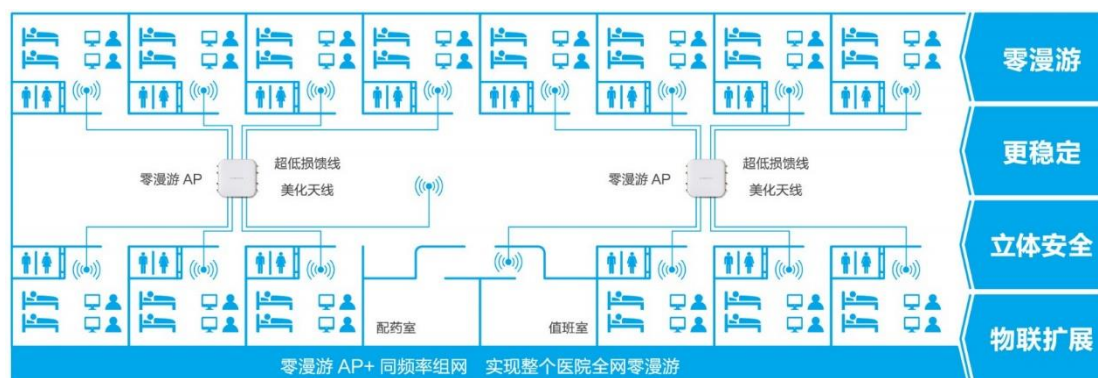 零漫游
更稳定
立体安全
物联扩展
零漫游 AP
超低损馈线
美化天线
零漫游 AP
超低损馈线
美化天线
配药室
值班室
零漫游 AP+ 同频率组网 实现整个医院全网零漫游